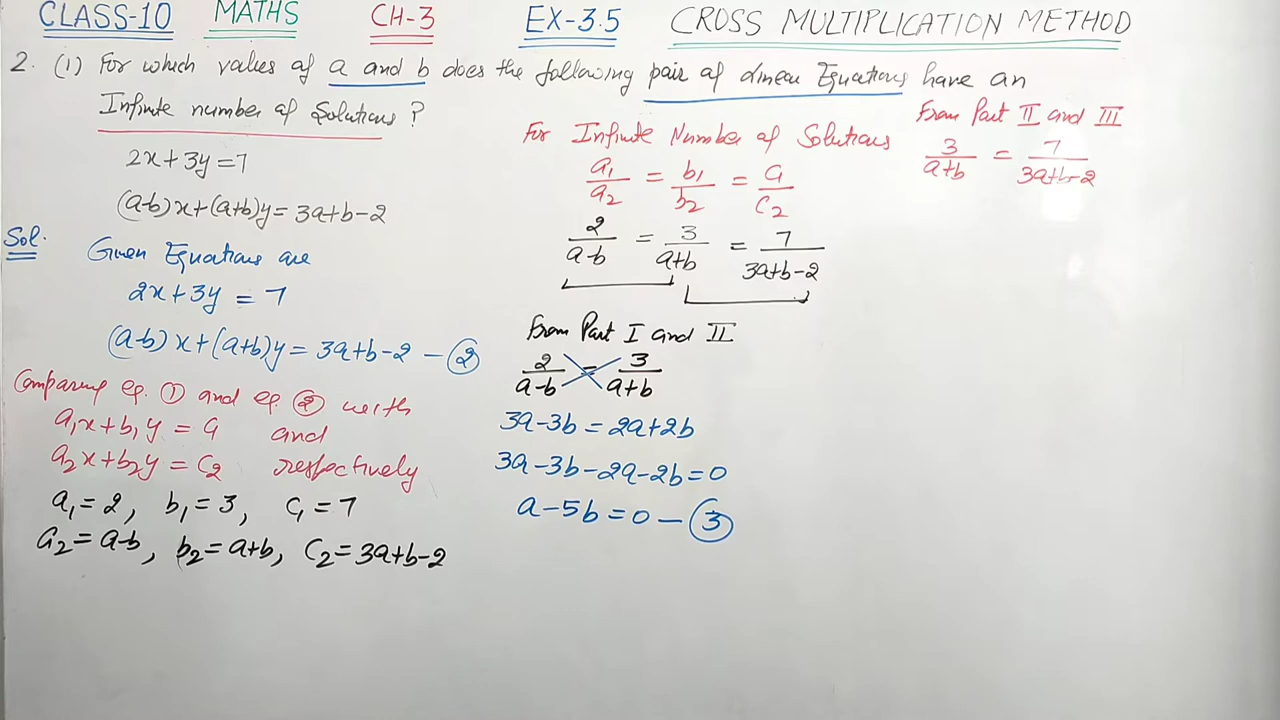 CLASS-10 MATHS CH-3 EX-3.5 CROSS MULTIPLICATION METHOD
2. (i) For which values of a and b does the following pair of Linear Equations have an
Infinite number of Solutions?
2x+3y=7
(a-b)x+(a+b)y=3a+b-2
Sol. Given Equations are
2x+3y=7
(a-b)x+(a+b)y=3a+b-2 - ②
Comparing eq. ① and eq. ② with
a₁x+b₁y=c₁ and
a₂x+b₂y=c₂ respectively
a₁=2, b₁=3, c₁=7
a₂=a-b, b₂=a+b, c₂=3a+b-2
For Infinite Number of Solutions
a₁/a₂ = b₁/b₂ = c₁/c₂
2/a-b = 3/a+b = 7/3a+b-2
From Part I and II
2/a-b = 3/a+b
3a-3b=2a+2b
3a-3b-2a-2b=0
a-5b=0 - ③
From Part II and III
3/a+b = 7/3a+b-2